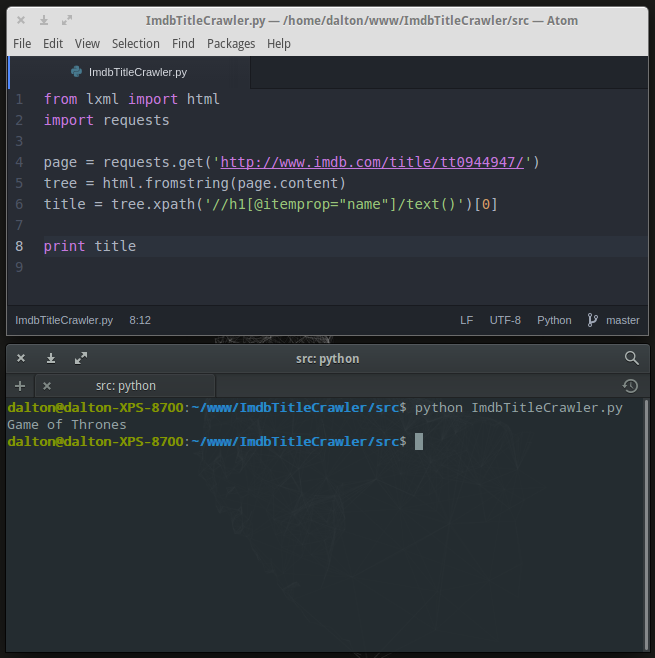 ImdbTitleCrawler.py — /home/dalton/www/ImdbTitleCrawler/src — Atom
File Edit View Selection Find Packages Help
ImdbTitleCrawler.py
1 from lxml import html
2 import requests
3
4 page = requests.get('http://www.imdb.com/title/tt0944947/')
5 tree = html.fromstring(page.content)
6 title = tree.xpath('//h1[@itemprop="name"]/text()')[0]
7
8 print title
9
ImdbTitleCrawler.py 8:12 LF UTF-8 Python master
src: python
src: python
dalton@dalton-XPS-8700:~/www/ImdbTitleCrawler/src$ python ImdbTitleCrawler.py
Game of Thrones
dalton@dalton-XPS-8700:~/www/ImdbTitleCrawler/src$